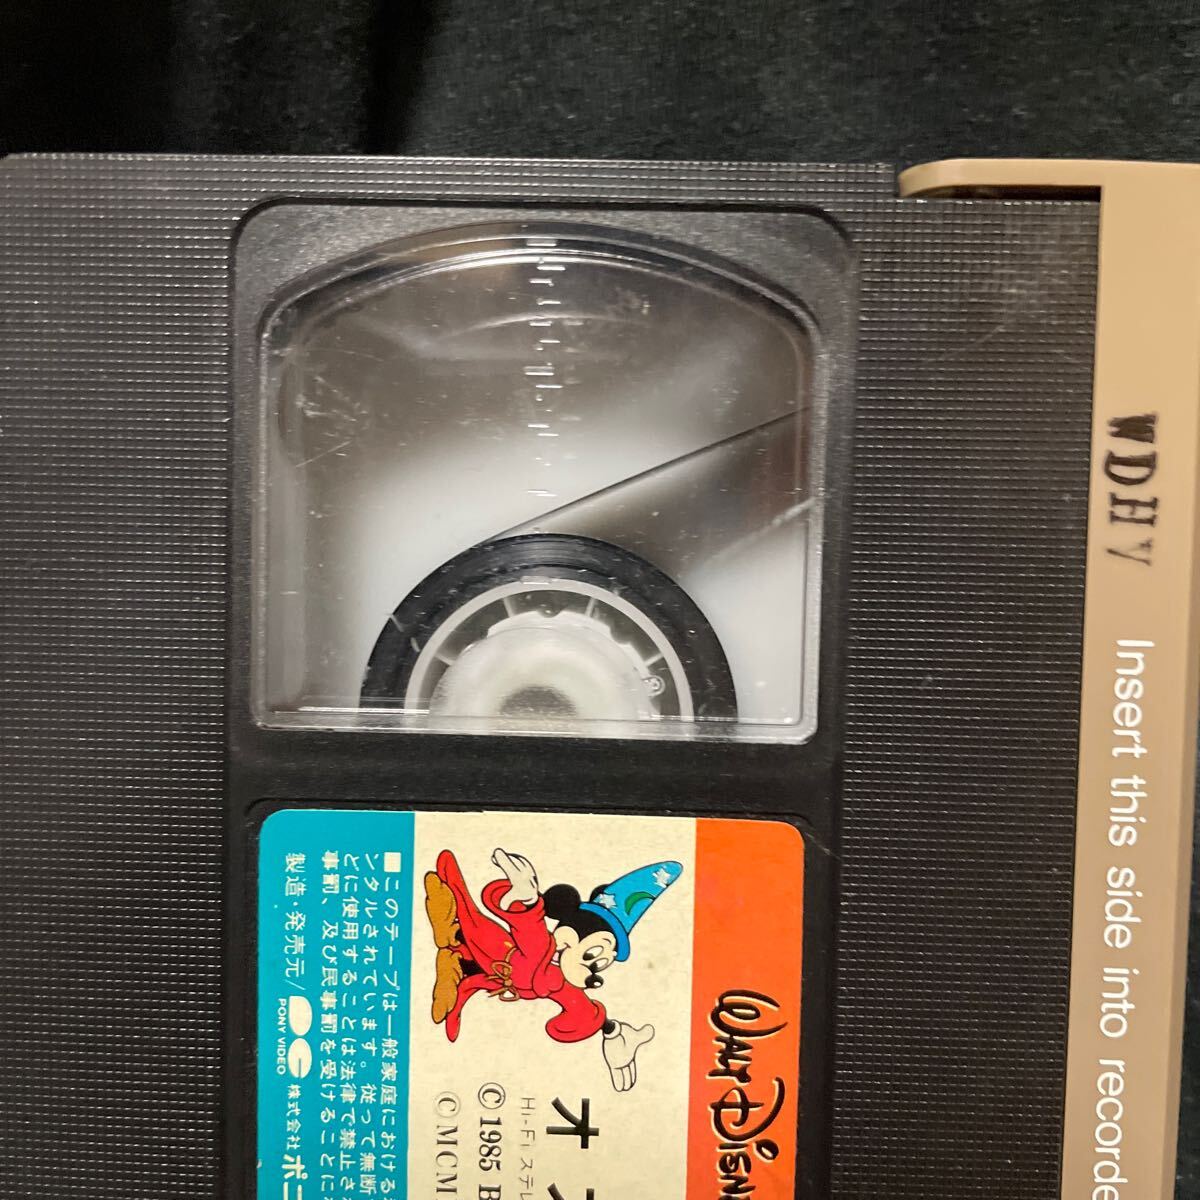 WDHV
Insert this side into recorde
WALT DISN
オ
Hi-Fi ステレ
©1985 B
©MCM
■このテープは一般家庭における
ンタルされています。従って無断
とに使用することは法律で禁止さ
事罰、及び民事罰を受けることに
製造・発売元/
PONY VIDEO
株式会社 ポニ